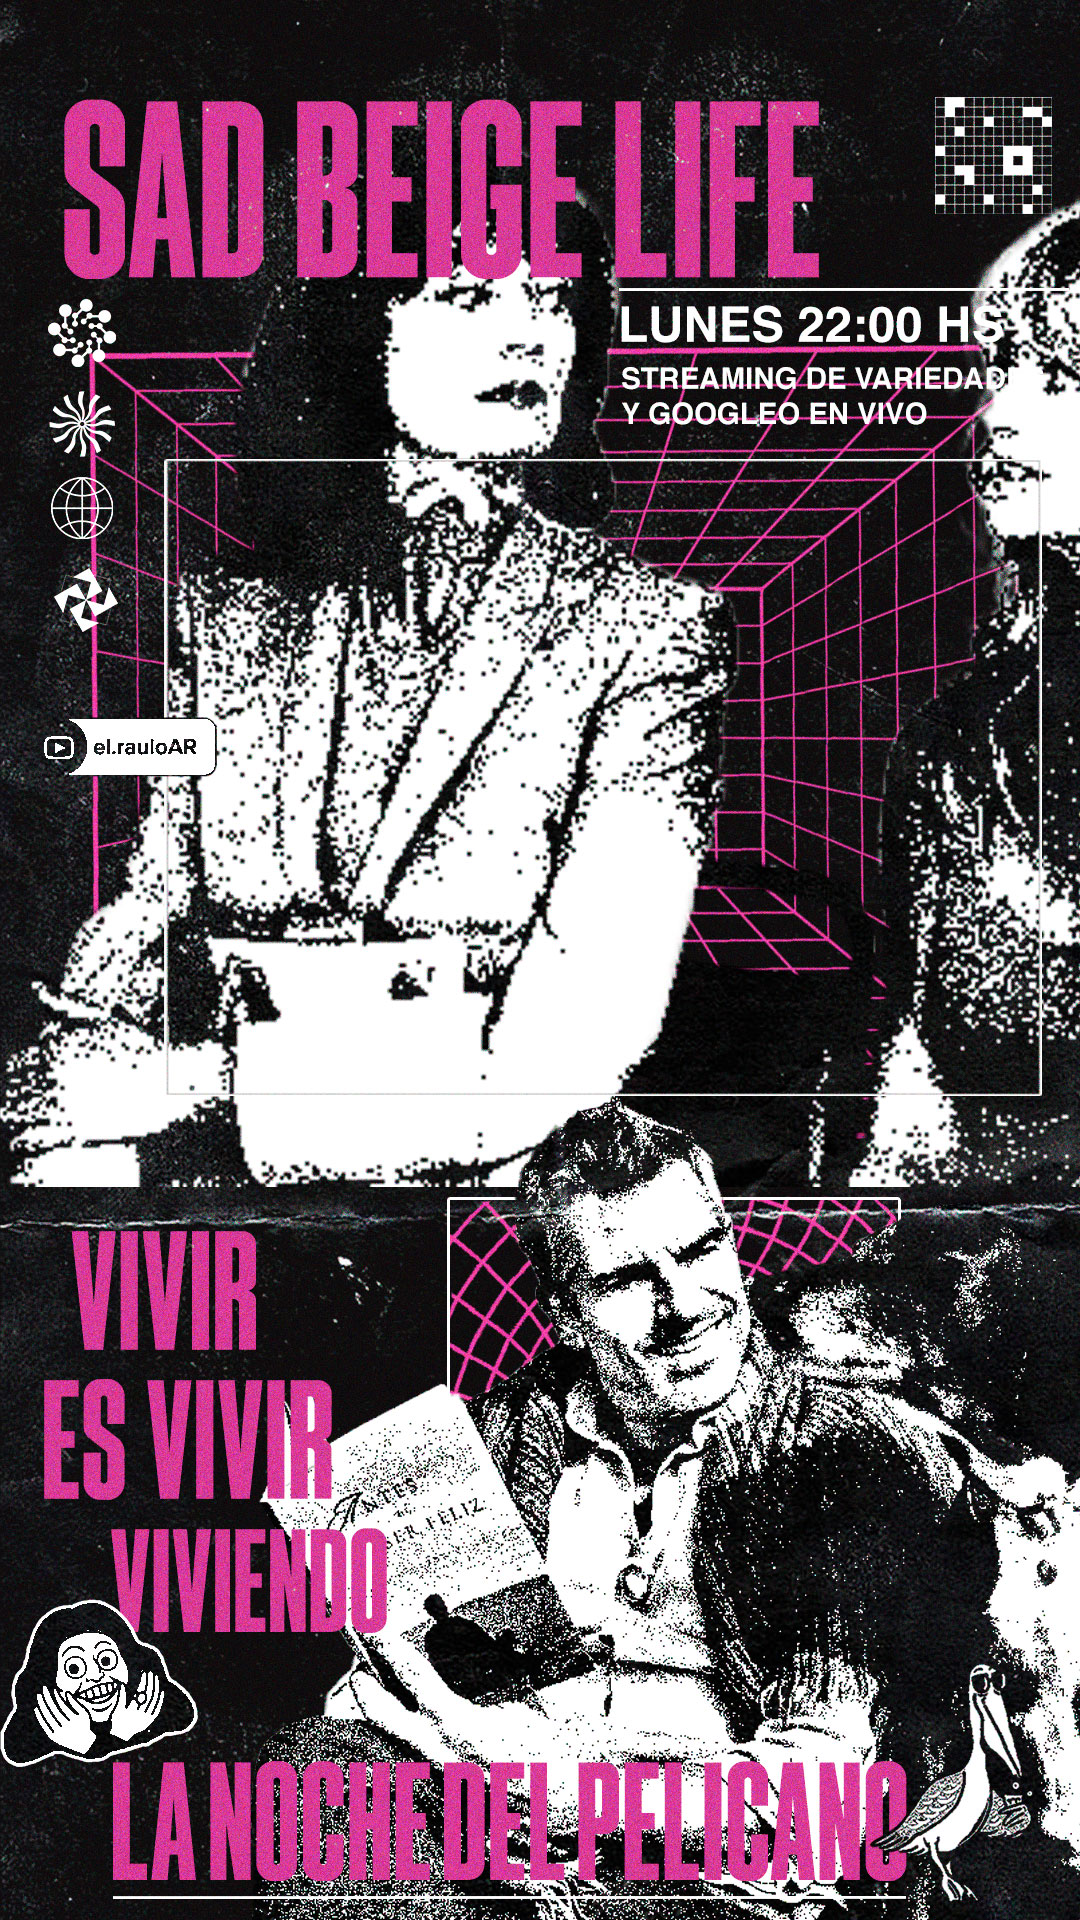 SAD BEIGE LIFE
LUNES 22:00 HS
STREAMING DE VARIEDAD
Y GOOGLEO EN VIVO
el.rauloAR
VIVIR
ES VIVIR
VIVIENDO
FELIZ
LA NOCHE DEL PELICANO